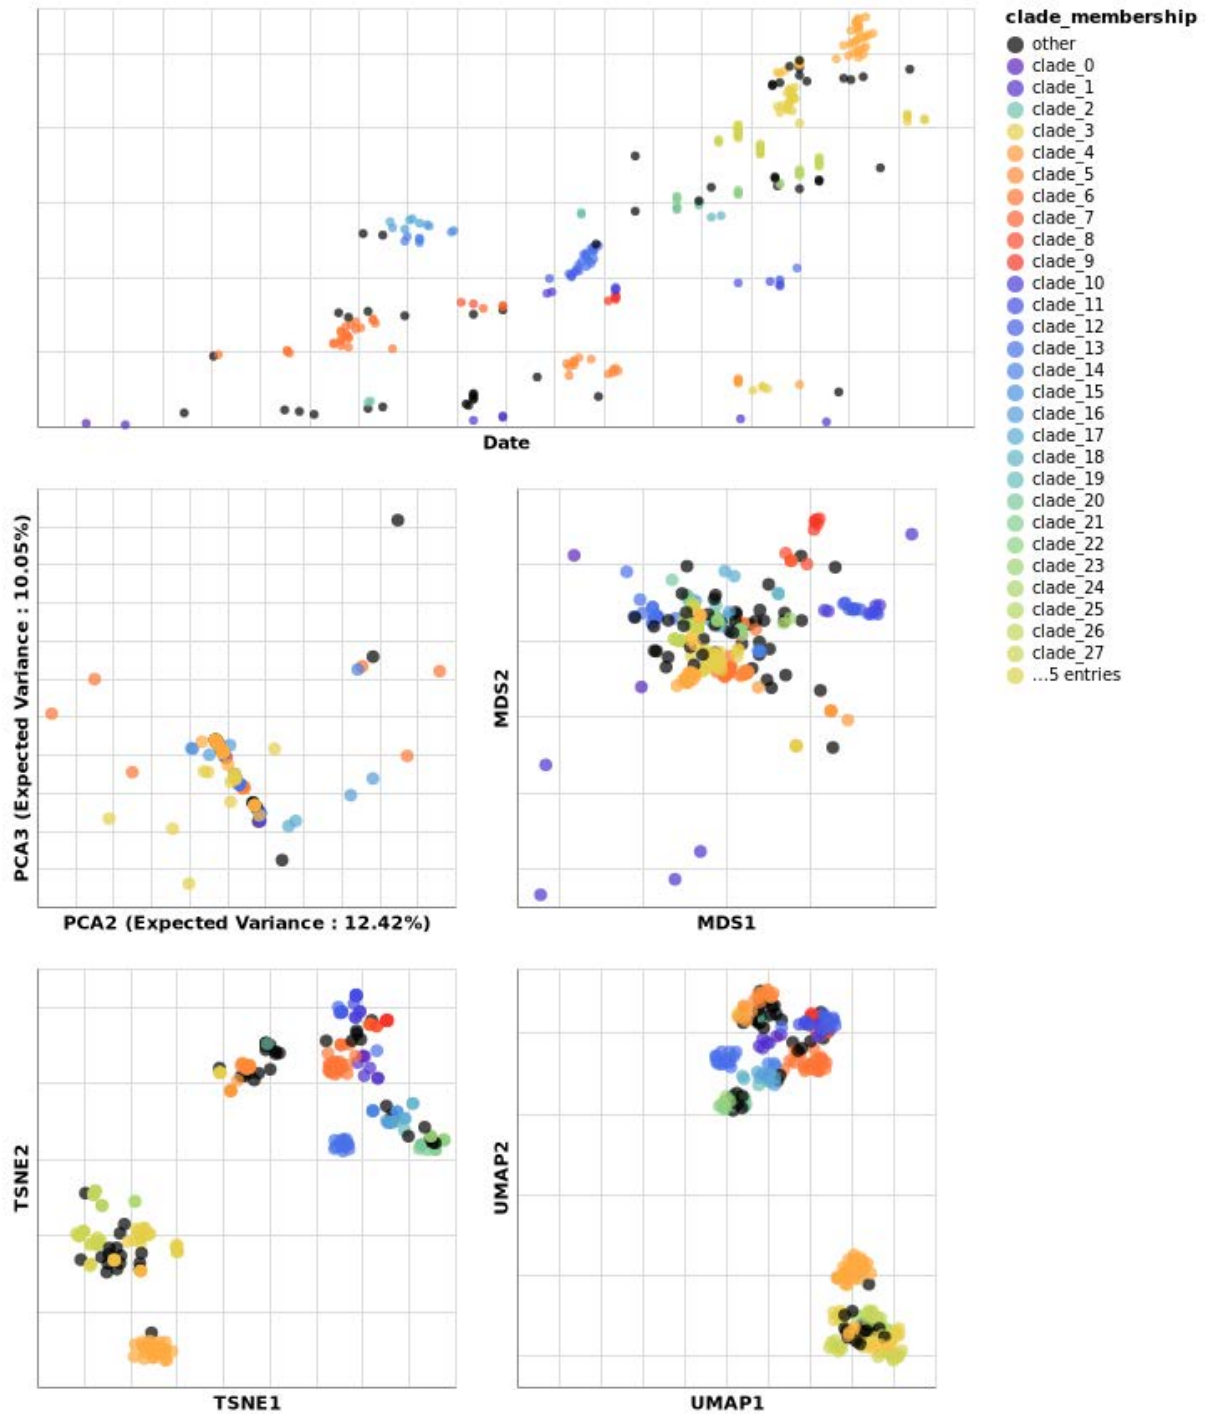 clade_membership
other
clade_0
clade_1
clade_2
clade_3
clade_4
clade_5
clade_6
clade_7
clade_8
clade_9
clade_10
clade_11
clade_12
clade_13
clade_14
clade_15
clade_16
clade_17
clade_18
clade_19
clade_20
clade_21
clade_22
clade_23
clade_24
clade_25
clade_26
clade_27
...5 entries
Date
PCA3 (Expected Variance : 10.05%)
PCA2 (Expected Variance : 12.42%)
MDS2
MDS1
TSNE2
TSNE1
UMAP2
UMAP1